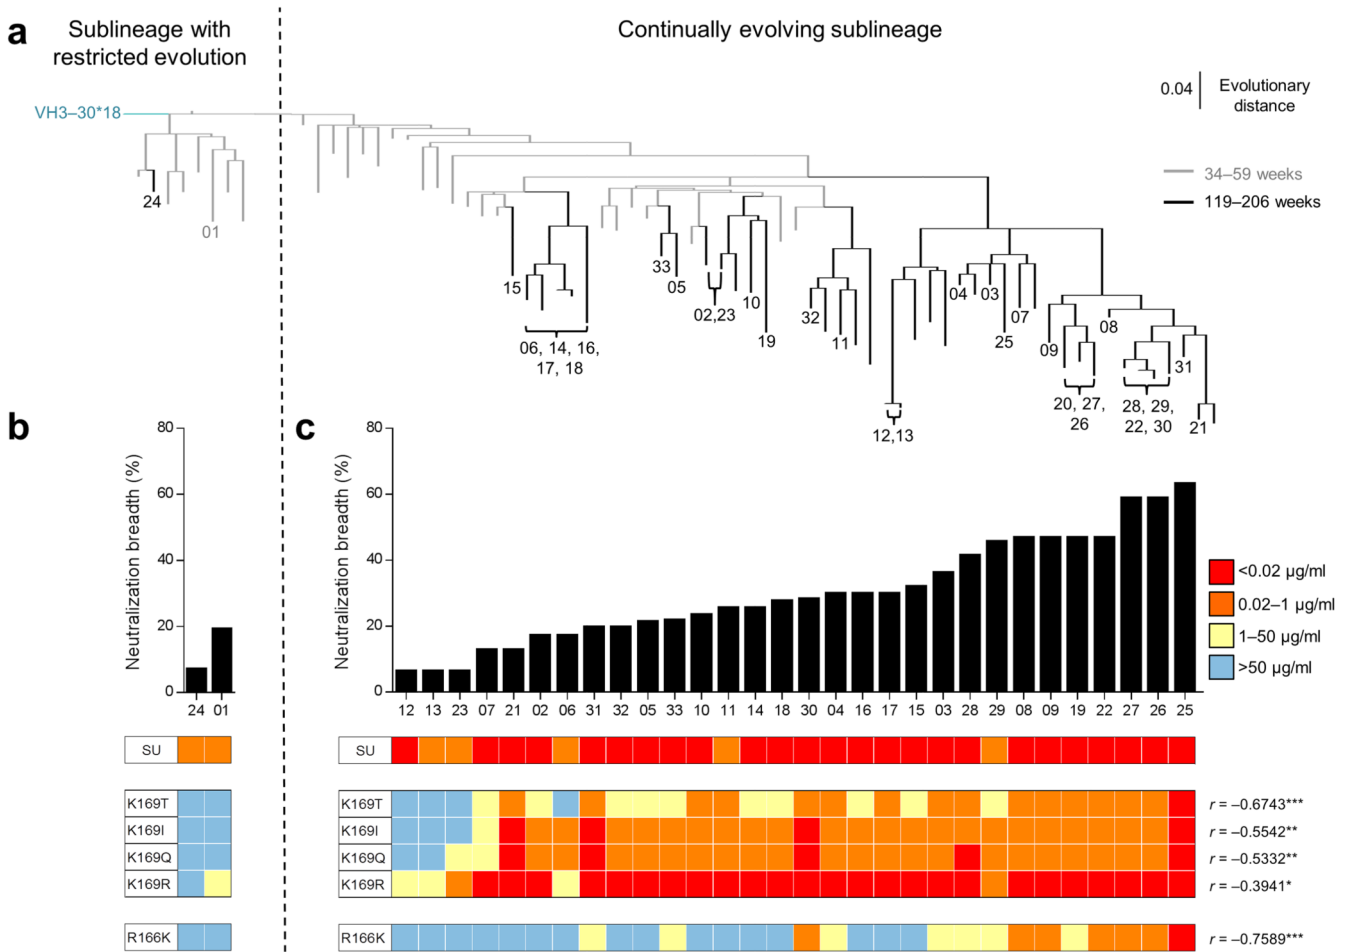 a
Sublineage with
restricted evolution
Continually evolving sublineage
0.04
Evolutionary
distance
VH3–30*18
34–59 weeks
119–206 weeks
24
01
15
06, 14, 16,
17, 18
33
05
02,23
10
19
32
11
12,13
04
03
25
07
09
08
20, 27,
26
28, 29,
22, 30
31
21
b
Neutralization breadth (%)
80
60
40
20
0
24 01
SU
K169T
K169I
K169Q
K169R
R166K
c
Neutralization breadth (%)
80
60
40
20
0
12 13 23 07 21 02 06 31 32 05 33 10 11 14 18 30 04 16 17 15 03 28 29 08 09 19 22 27 26 25
<0.02 µg/ml
0.02–1 µg/ml
1–50 µg/ml
>50 µg/ml
SU
K169T r = –0.6743***
K169I r = –0.5542**
K169Q r = –0.5332**
K169R r = –0.3941*
R166K r = –0.7589***